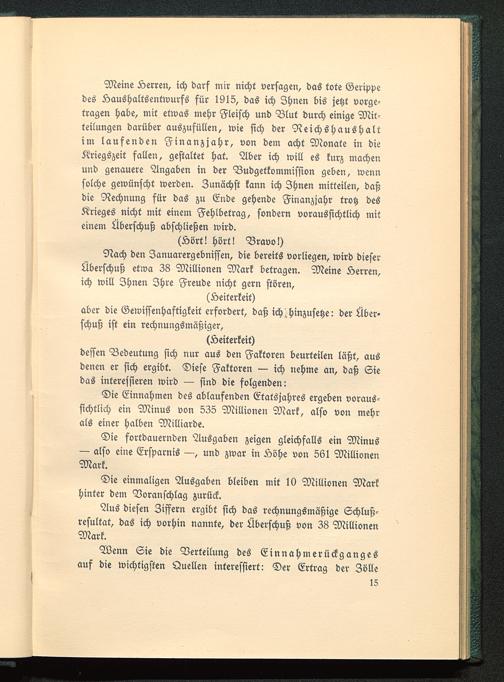 Meine Herren, ich darf mir nicht versagen, das tote Gerippe
des Haushaltsentwurfs für 1915, das ich Ihnen bis jetzt vorge-
tragen habe, mit etwas mehr Fleisch und Blut durch einige Mit-
teilungen darüber auszufüllen, wie sich der Reichshaushalt
im laufenden Finanzjahr, von dem acht Monate in die
Kriegszeit fallen, gestaltet hat. Aber ich will es kurz machen
und genauere Angaben in der Budgetkommission geben, wenn
solche gewünscht werden. Zunächst kann ich Ihnen mitteilen, daß
die Rechnung für das zu Ende gehende Finanzjahr trotz des
Krieges nicht mit einem Fehlbetrag, sondern voraussichtlich mit
einem Überschuß abschließen wird.
(Hört! hört! Bravo!)
Nach den Januarergebnissen, die bereits vorliegen, wird dieser
Überschuß etwa 38 Millionen Mark betragen. Meine Herren,
ich will Ihnen Ihre Freude nicht gern stören,
(Heiterkeit)
aber die Gewissenhaftigkeit erfordert, daß ich hinzusetze: der Über-
schuß ist ein rechnungsmäßiger,
(Heiterkeit)
dessen Bedeutung sich nur aus den Faktoren beurteilen läßt, aus
denen er sich ergibt. Diese Faktoren — ich nehme an, daß Sie
das interessieren wird — sind die folgenden:
Die Einnahmen des ablaufenden Etatsjahres ergeben voraus-
sichtlich ein Minus von 535 Millionen Mark, also von mehr
als einer halben Milliarde.
Die fortdauernden Ausgaben zeigen gleichfalls ein Minus
— also eine Ersparnis —, und zwar in Höhe von 561 Millionen
Mark.
Die einmaligen Ausgaben bleiben mit 10 Millionen Mark
hinter dem Voranschlag zurück.
Aus diesen Ziffern ergibt sich das rechnungsmäßige Schluß-
resultat, das ich vorhin nannte, der Überschuß von 38 Millionen
Mark.
Wenn Sie die Verteilung des Einnahmerückganges
auf die wichtigsten Quellen interessiert: Der Ertrag der Zölle
15